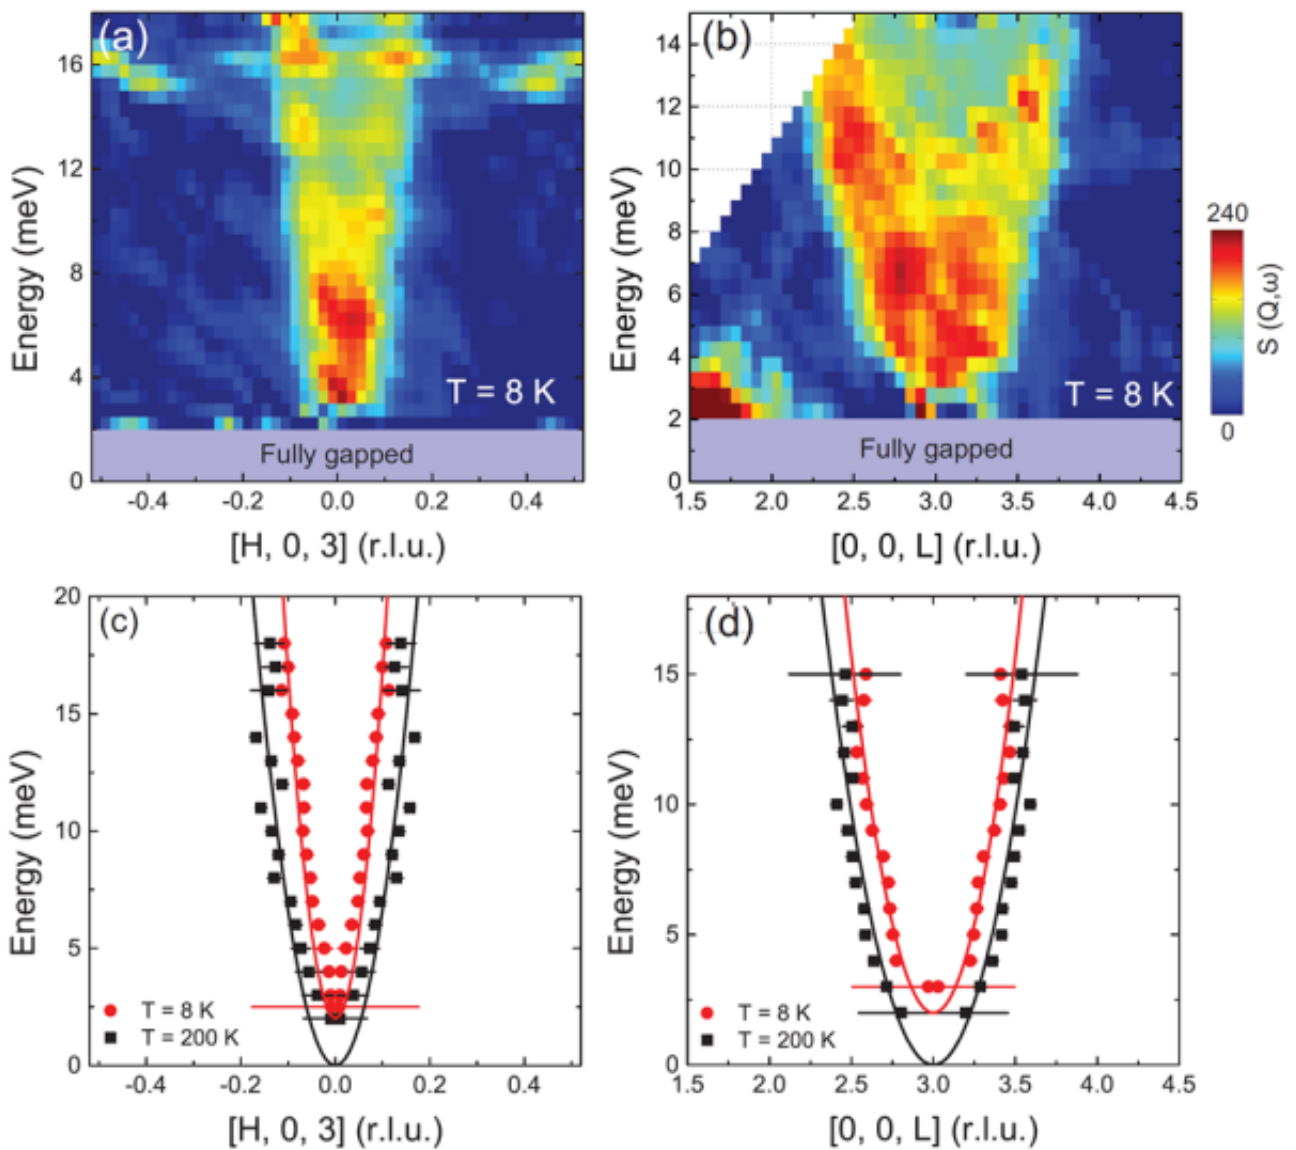 (a)
16
12
8
4
0
Energy (meV)
T = 8 K
Fully gapped
-0.4 -0.2 0.0 0.2 0.4
[H, 0, 3] (r.l.u.)
(b)
14
12
10
8
6
4
2
0
Energy (meV)
T = 8 K
Fully gapped
1.5 2.0 2.5 3.0 3.5 4.0 4.5
[0, 0, L] (r.l.u.)
240
0
S (Q,ω)
(c)
20
15
10
5
0
Energy (meV)
T = 8 K
T = 200 K
-0.4 -0.2 0.0 0.2 0.4
[H, 0, 3] (r.l.u.)
(d)
15
10
5
0
Energy (meV)
T = 8 K
T = 200 K
1.5 2.0 2.5 3.0 3.5 4.0 4.5
[0, 0, L] (r.l.u.)